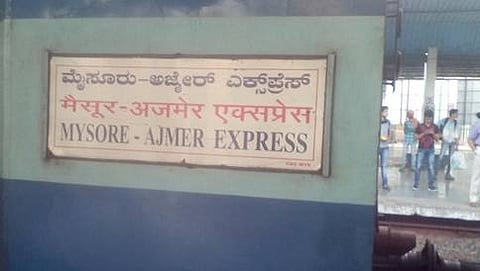 ಮೈಸೂರು-ಅಜ್ಮೇರ್ ಎಕ್ಸ್‌ಪ್ರೆಸ್
मैसूर-अजमेर एक्सप्रेस
MYSORE - AJMER EXPRESS